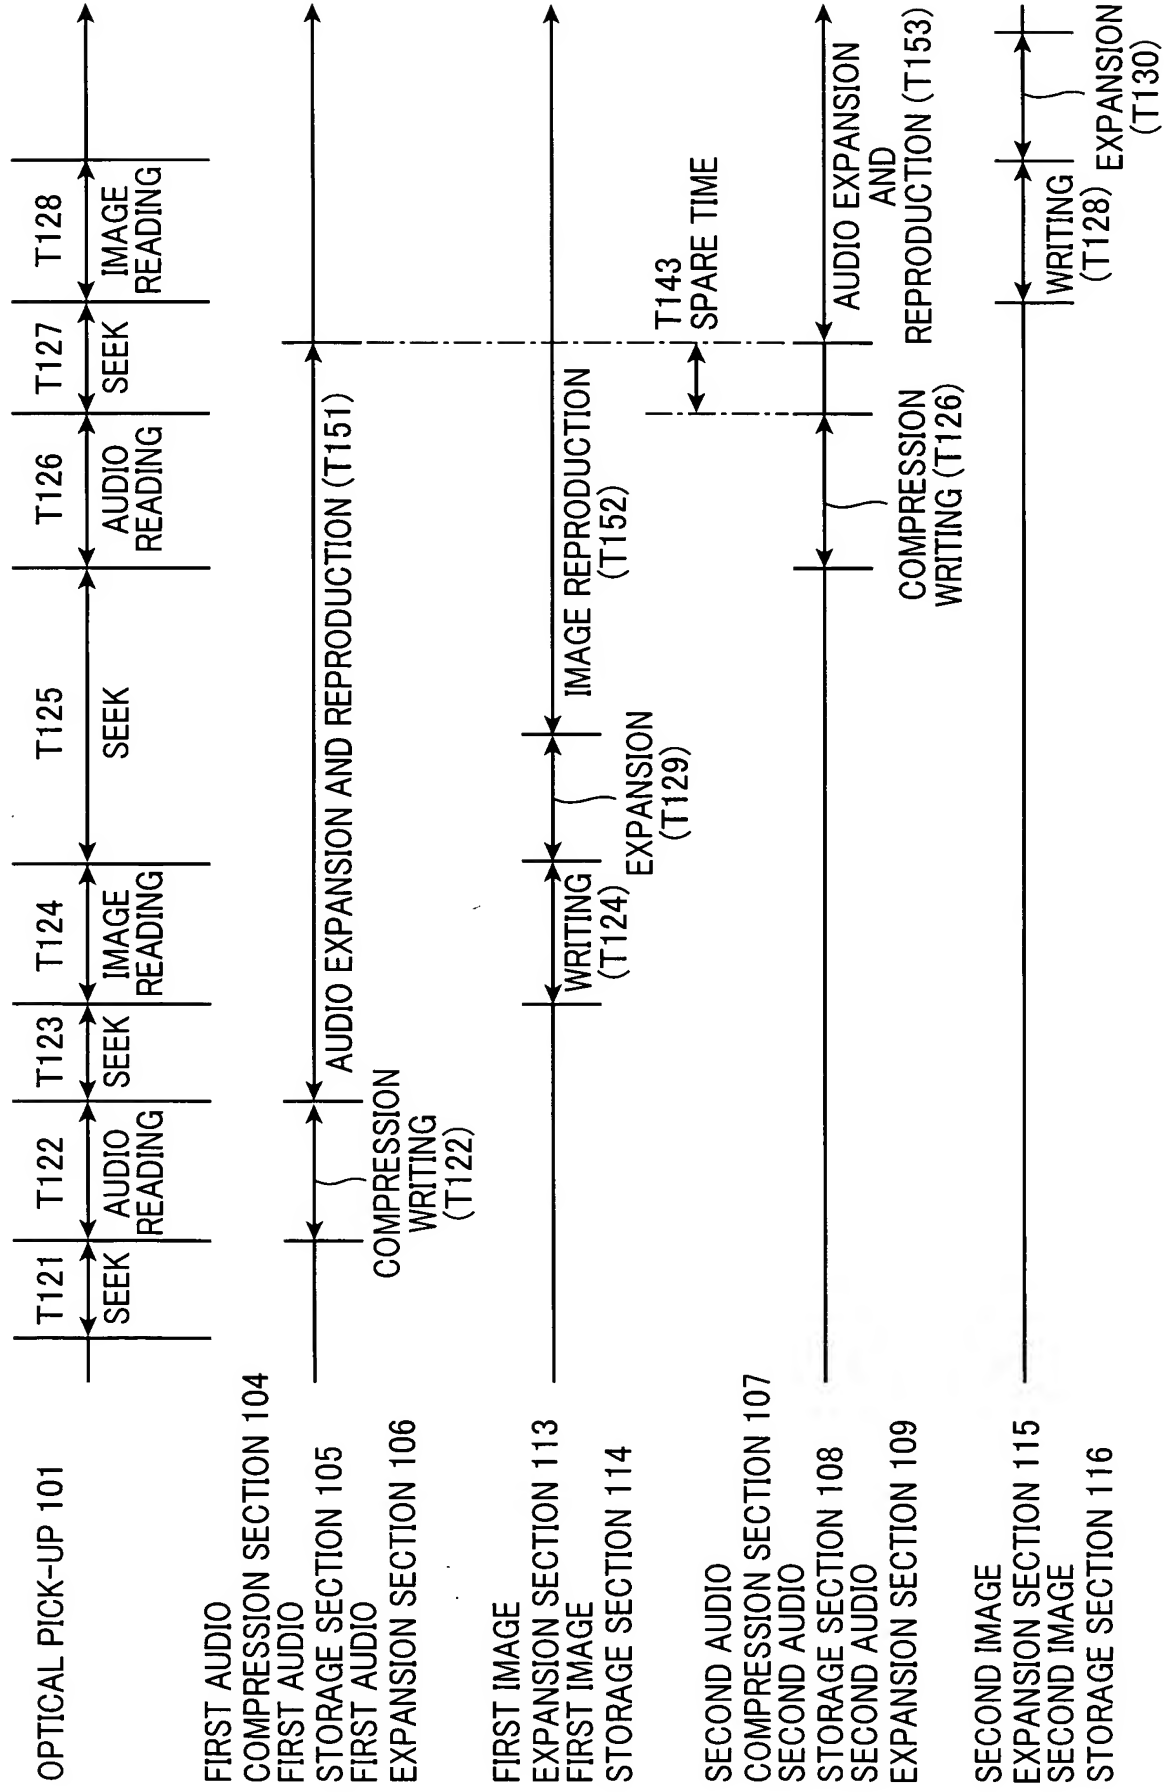 OPTICAL PICK-UP 101
T121
SEEK
T122
AUDIO
READING
T123
SEEK
T124
IMAGE
READING
T125
SEEK
T126
AUDIO
READING
T127
SEEK
T128
IMAGE
READING
FIRST AUDIO
COMPRESSION SECTION 104
FIRST AUDIO
STORAGE SECTION 105
FIRST AUDIO
EXPANSION SECTION 106
COMPRESSION
WRITING
(T122)
AUDIO EXPANSION AND REPRODUCTION (T151)
FIRST IMAGE
EXPANSION SECTION 113
FIRST IMAGE
STORAGE SECTION 114
WRITING
(T124)
EXPANSION
(T129)
IMAGE REPRODUCTION
(T152)
T143
SPARE TIME
SECOND AUDIO
COMPRESSION SECTION 107
SECOND AUDIO
STORAGE SECTION 108
SECOND AUDIO
EXPANSION SECTION 109
COMPRESSION
WRITING (T126)
AUDIO EXPANSION
AND
REPRODUCTION (T153)
SECOND IMAGE
EXPANSION SECTION 115
SECOND IMAGE
STORAGE SECTION 116
WRITING
(T128)
EXPANSION
(T130)